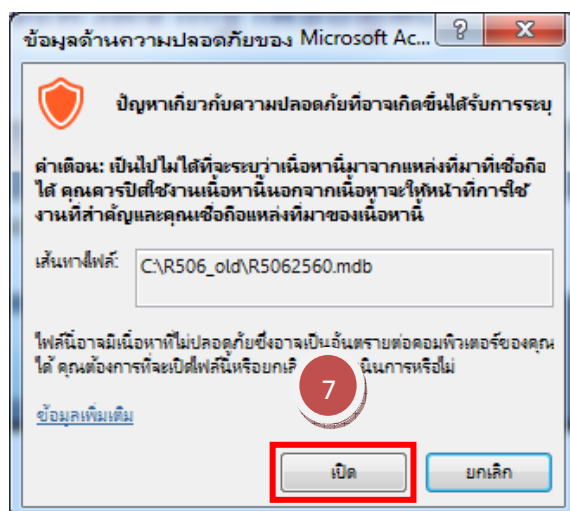 ข้อมูลด้านความปลอดภัยของ Microsoft Ac...
ปัญหาเกี่ยวกับความปลอดภัยที่อาจเกิดขึ้นได้รับการระบุ
คำเตือน: เป็นไปไม่ได้ที่จะระบุว่าเนื้อหานี้มาจากแหล่งที่มาที่เชื่อถือ
ได้ คุณควรปิดใช้งานเนื้อหานี้นอกจากเนื้อหาจะให้หน้าที่การใช้
งานที่สำคัญและคุณเชื่อถือแหล่งที่มาของเนื้อหานี้
เส้นทางไฟล์: C:\R506_old\R5062560.mdb
ไฟล์นี้อาจมีเนื้อหาที่ไม่ปลอดภัยซึ่งอาจเป็นอันตรายต่อคอมพิวเตอร์ของคุณ
ได้ คุณต้องการที่จะเปิดไฟล์นี้หรือยกเลิ นินการหรือไม่
7
ข้อมูลเพิ่มเติม
เปิด ยกเลิก